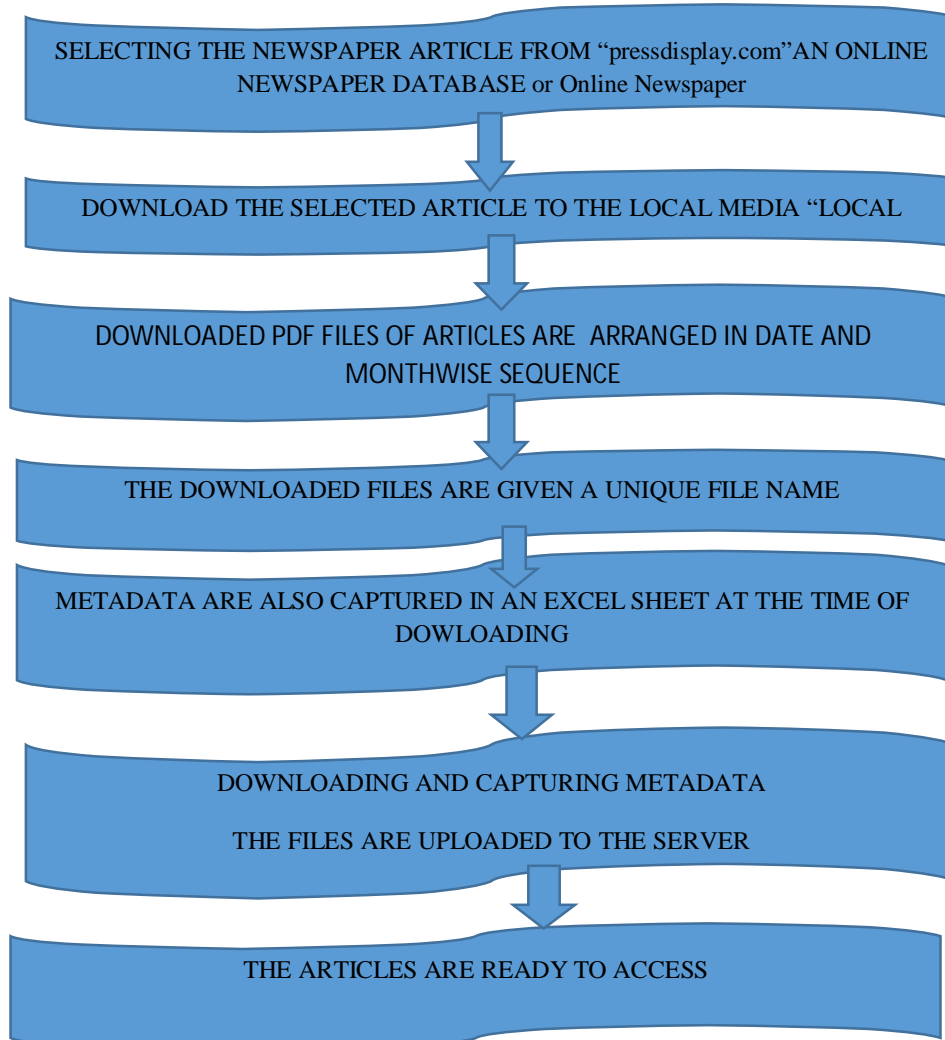 SELECTING THE NEWSPAPER ARTICLE FROM “pressdisplay.com”AN ONLINE
NEWSPAPER DATABASE or Online Newspaper
DOWNLOAD THE SELECTED ARTICLE TO THE LOCAL MEDIA “LOCAL
DOWNLOADED PDF FILES OF ARTICLES ARE ARRANGED IN DATE AND
MONTHWISE SEQUENCE
THE DOWNLOADED FILES ARE GIVEN A UNIQUE FILE NAME
METADATA ARE ALSO CAPTURED IN AN EXCEL SHEET AT THE TIME OF
DOWLOADING
DOWNLOADING AND CAPTURING METADATA
THE FILES ARE UPLOADED TO THE SERVER
THE ARTICLES ARE READY TO ACCESS